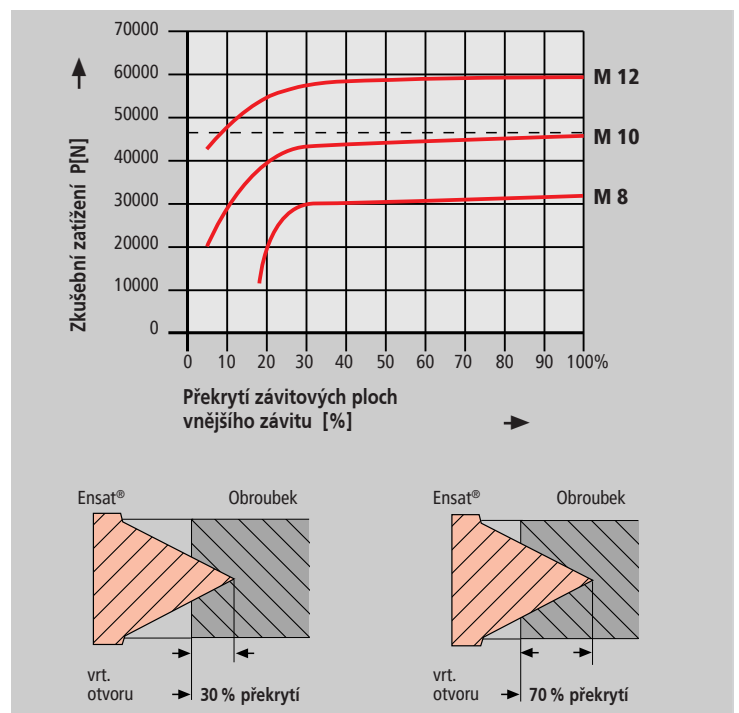 70000
60000
50000
40000
30000
20000
10000
0
Zkušební zatížení P[N]
M 12
M 10
M 8
0 10 20 30 40 50 60 70 80 90 100%
Překrytí závitových ploch
vnějšího závitu [%]
Ensat® Obroubek
vrt.
otvoru 30 % překrytí
Ensat® Obroubek
vrt.
otvoru 70 % překrytí